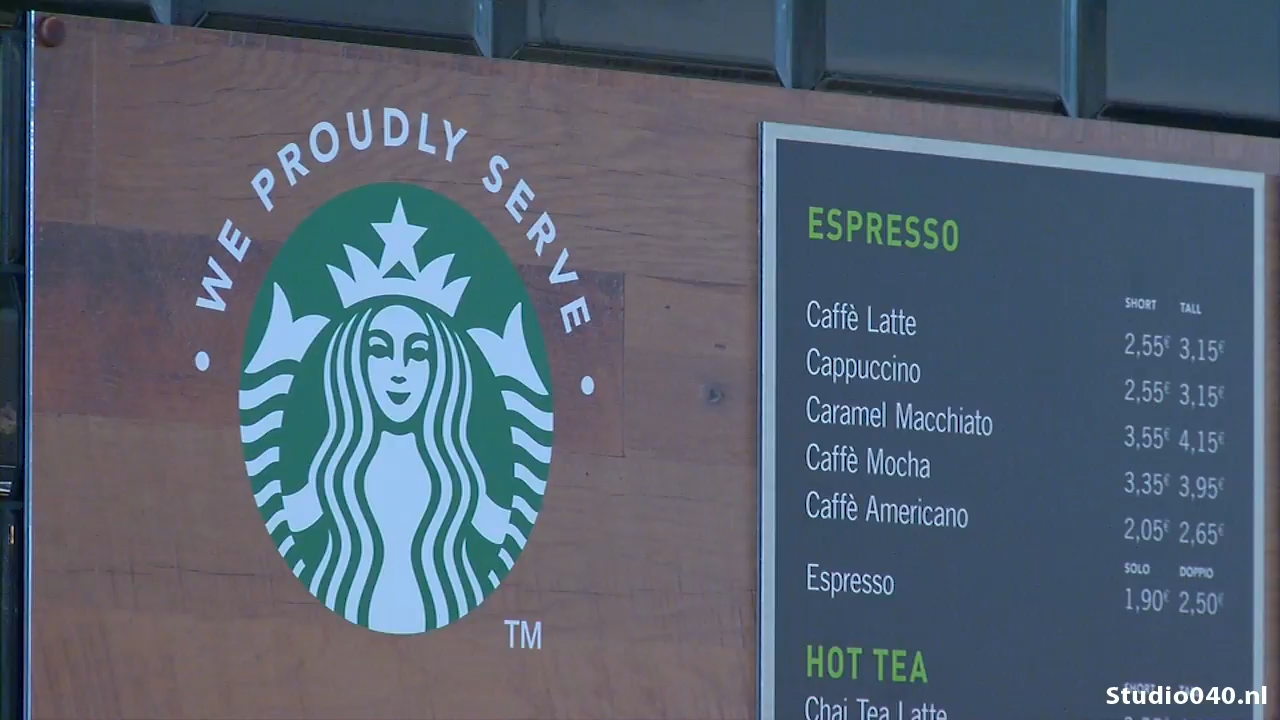 WE PROUDLY SERVE
TM
ESPRESSO
SHORT TALL
Caffè Latte 2,55€ 3,15€
Cappuccino 2,55€ 3,15€
Caramel Macchiato 3,55€ 4,15€
Caffè Mocha 3,35€ 3,95€
Caffè Americano 2,05€ 2,65€
SOLO DOPPIO
Espresso 1,90€ 2,50€
HOT TEA
Chai Tea Latte
Studio040.nl